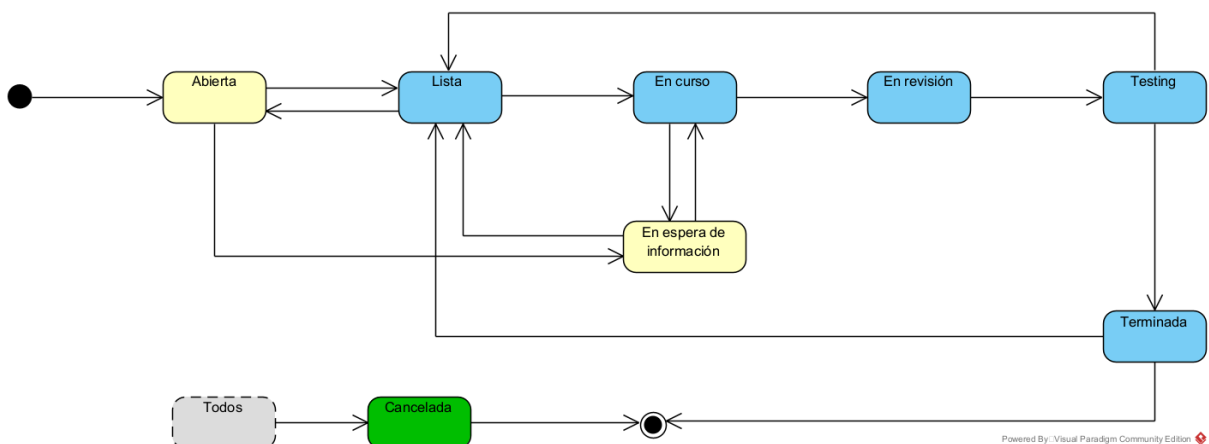 Abierta
Lista
En curso
En revisión
Testing
En espera de
información
Terminada
Todos
Cancelada
Powered By Visual Paradigm Community Edition